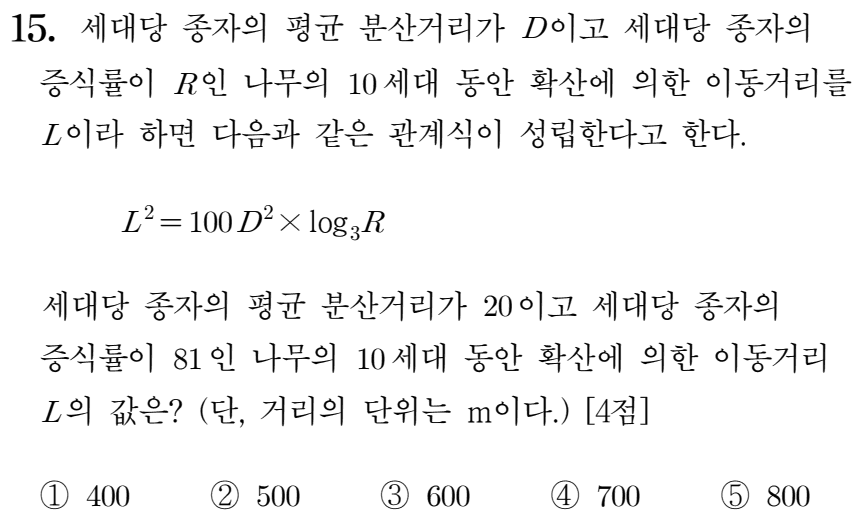 15. 세대당 종자의 평균 분산거리가 D이고 세대당 종자의
증식률이 R인 나무의 10세대 동안 확산에 의한 이동거리를
L이라 하면 다음과 같은 관계식이 성립한다고 한다.
L² = 100D² × log₃R
세대당 종자의 평균 분산거리가 20이고 세대당 종자의
증식률이 81인 나무의 10세대 동안 확산에 의한 이동거리
L의 값은? (단, 거리의 단위는 m이다.) [4점]
① 400 ② 500 ③ 600 ④ 700 ⑤ 800